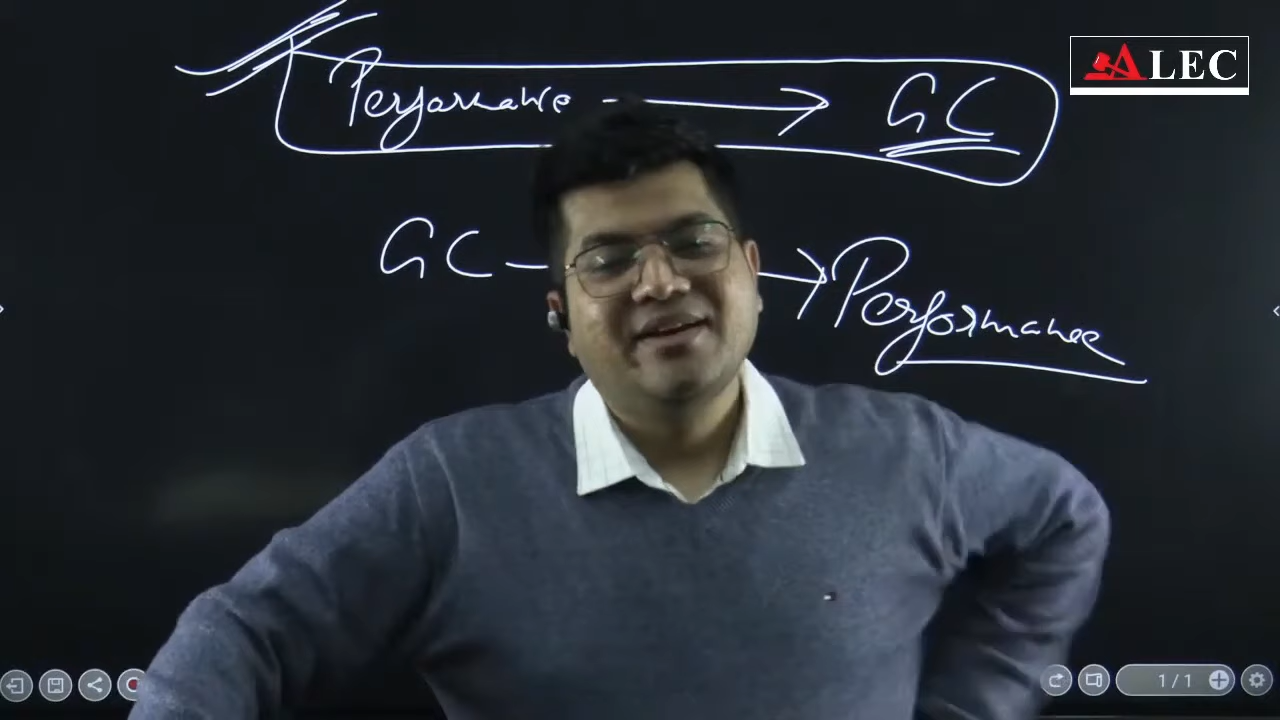 ALEC
Performance → GC
GC → Performance
1/1